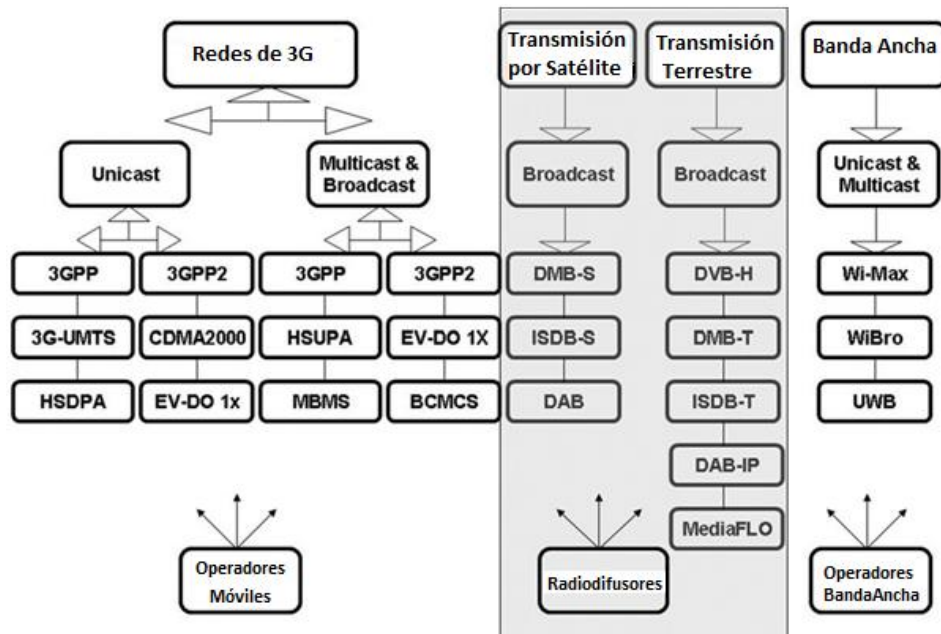 Redes de 3G
Transmisión
por Satélite
Transmisión
Terrestre
Banda Ancha
Unicast
Multicast &
Broadcast
Broadcast
Broadcast
Unicast &
Multicast
3GPP
3GPP2
3GPP
3GPP2
DMB-S
DVB-H
Wi-Max
3G-UMTS
CDMA2000
HSUPA
EV-DO 1X
ISDB-S
DMB-T
WiBro
HSDPA
EV-DO 1x
MBMS
BCMCS
DAB
ISDB-T
UWB
DAB-IP
MediaFLO
Operadores
Móviles
Radiodifusores
Operadores
BandaAncha